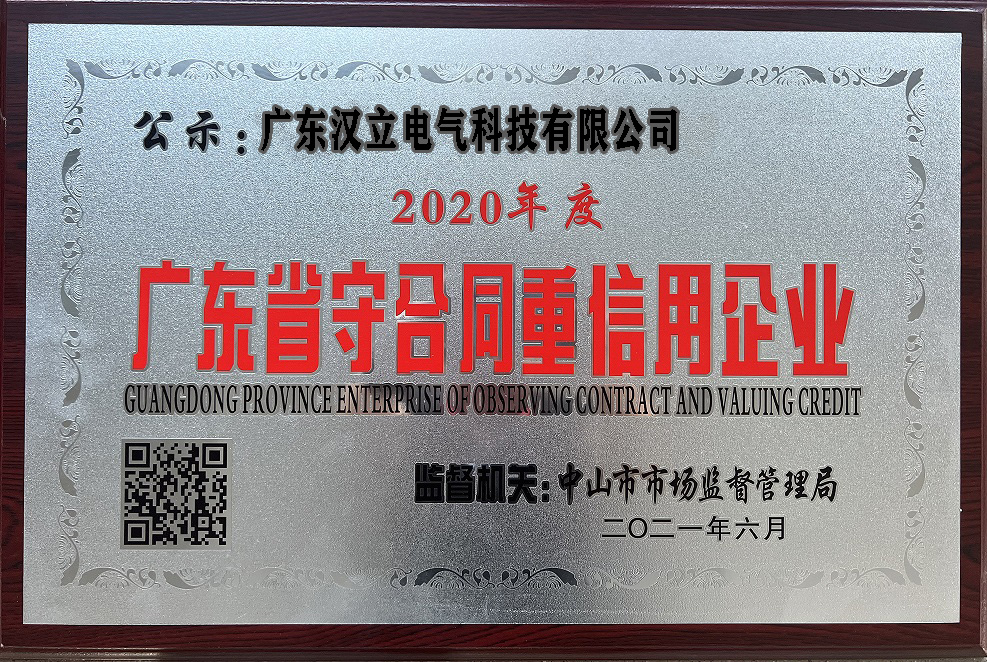 公示:广东汉立电气科技有限公司
2020年度
广东省守合同重信用企业
GUANGDONG PROVINCE ENTERPRISE OF OBSERVING CONTRACT AND VALUING CREDIT
监督机关:中山市市场监督管理局
二〇二一年六月